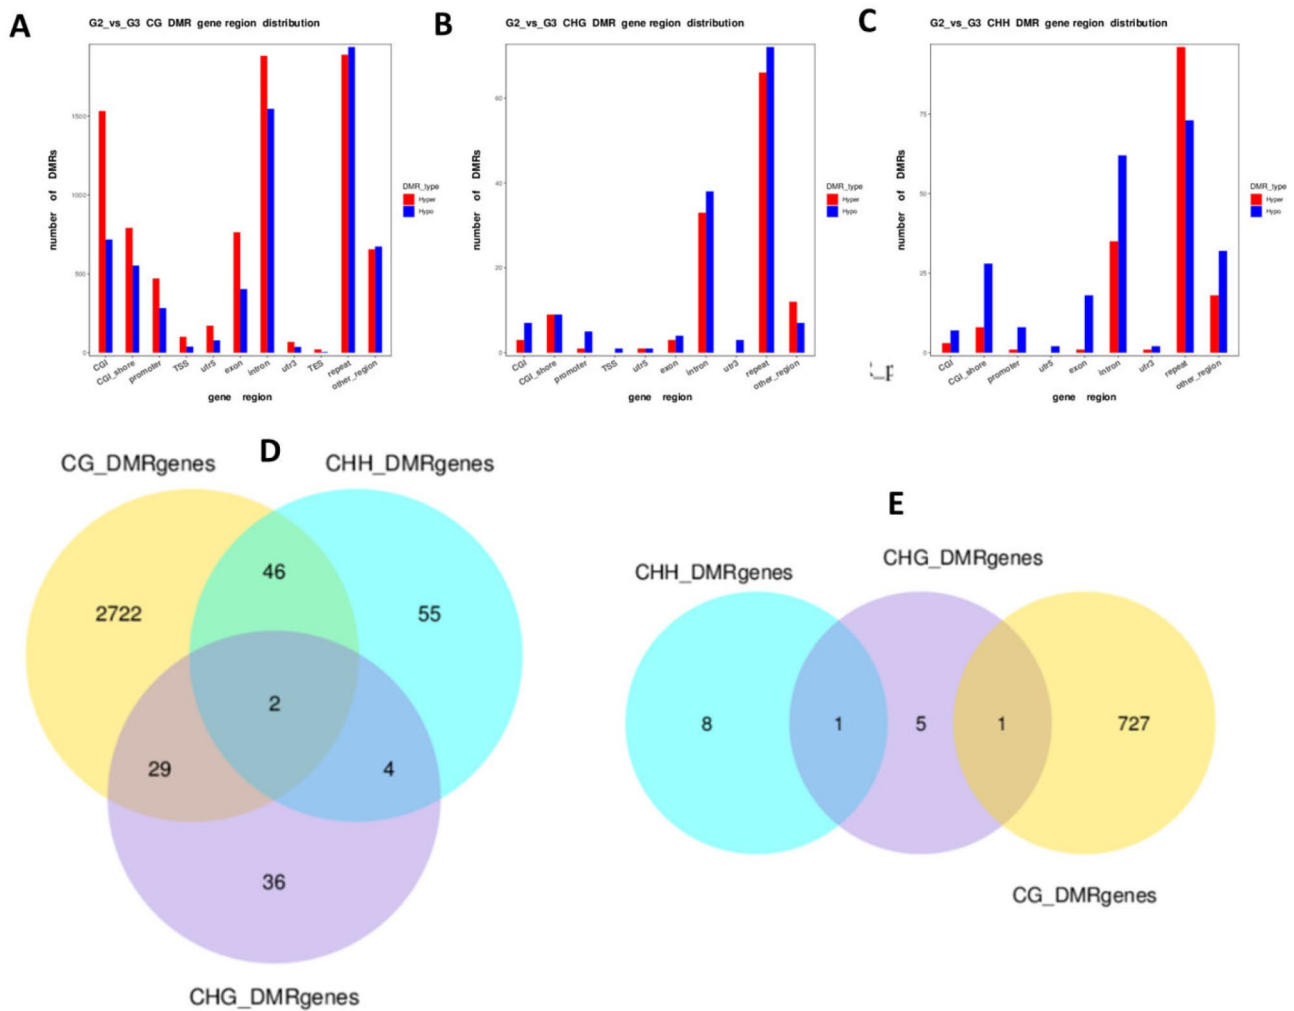 A
G2_vs_G3 CG DMR gene region distribution
number of DMRs
1500
1000
500
0
CGI
CGI_shore
promoter
TSS
utr5
exon
intron
utr3
TES
repeat
other_region
gene region
DMR_type
Hyper
Hypo
B
G2_vs_G3 CHG DMR gene region distribution
number of DMRs
60
40
20
0
CGI
CGI_shore
promoter
TSS
utr5
exon
intron
utr3
repeat
other_region
gene region
DMR_type
Hyper
Hypo
C
G2_vs_G3 CHH DMR gene region distribution
number of DMRs
75
50
25
0
CGI
CGI_shore
promoter
utr5
exon
intron
utr3
repeat
other_region
gene region
DMR_type
Hyper
Hypo
D
CG_DMRgenes
CHH_DMRgenes
46
2722
55
2
29
4
36
CHG_DMRgenes
E
CHH_DMRgenes
CHG_DMRgenes
8
1
5
1
727
CG_DMRgenes